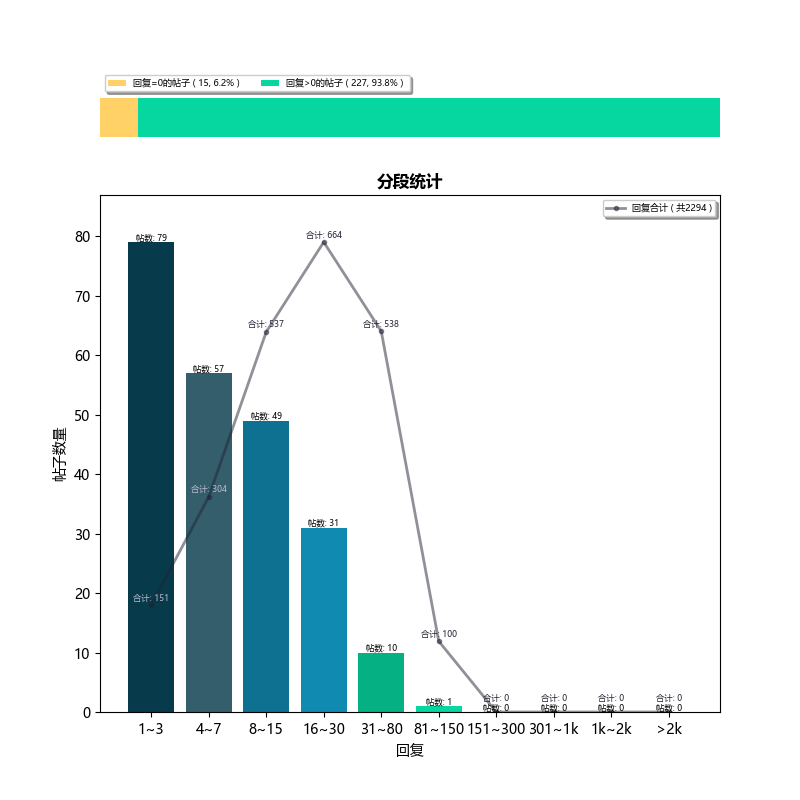 回复=0的帖子 ( 15, 6.2% )
回复>0的帖子 ( 227, 93.8% )
分段统计
回复合计 ( 共2294 )
帖子数量
80
70
60
50
40
30
20
10
0
帖数: 79
帖数: 57
帖数: 49
帖数: 31
帖数: 10
帖数: 1
帖数: 0
帖数: 0
帖数: 0
帖数: 0
合计: 151
合计: 304
合计: 537
合计: 664
合计: 538
合计: 100
合计: 0
合计: 0
合计: 0
合计: 0
1~3
4~7
8~15
16~30
31~80
81~150
151~300
301~1k
1k~2k
>2k
回复